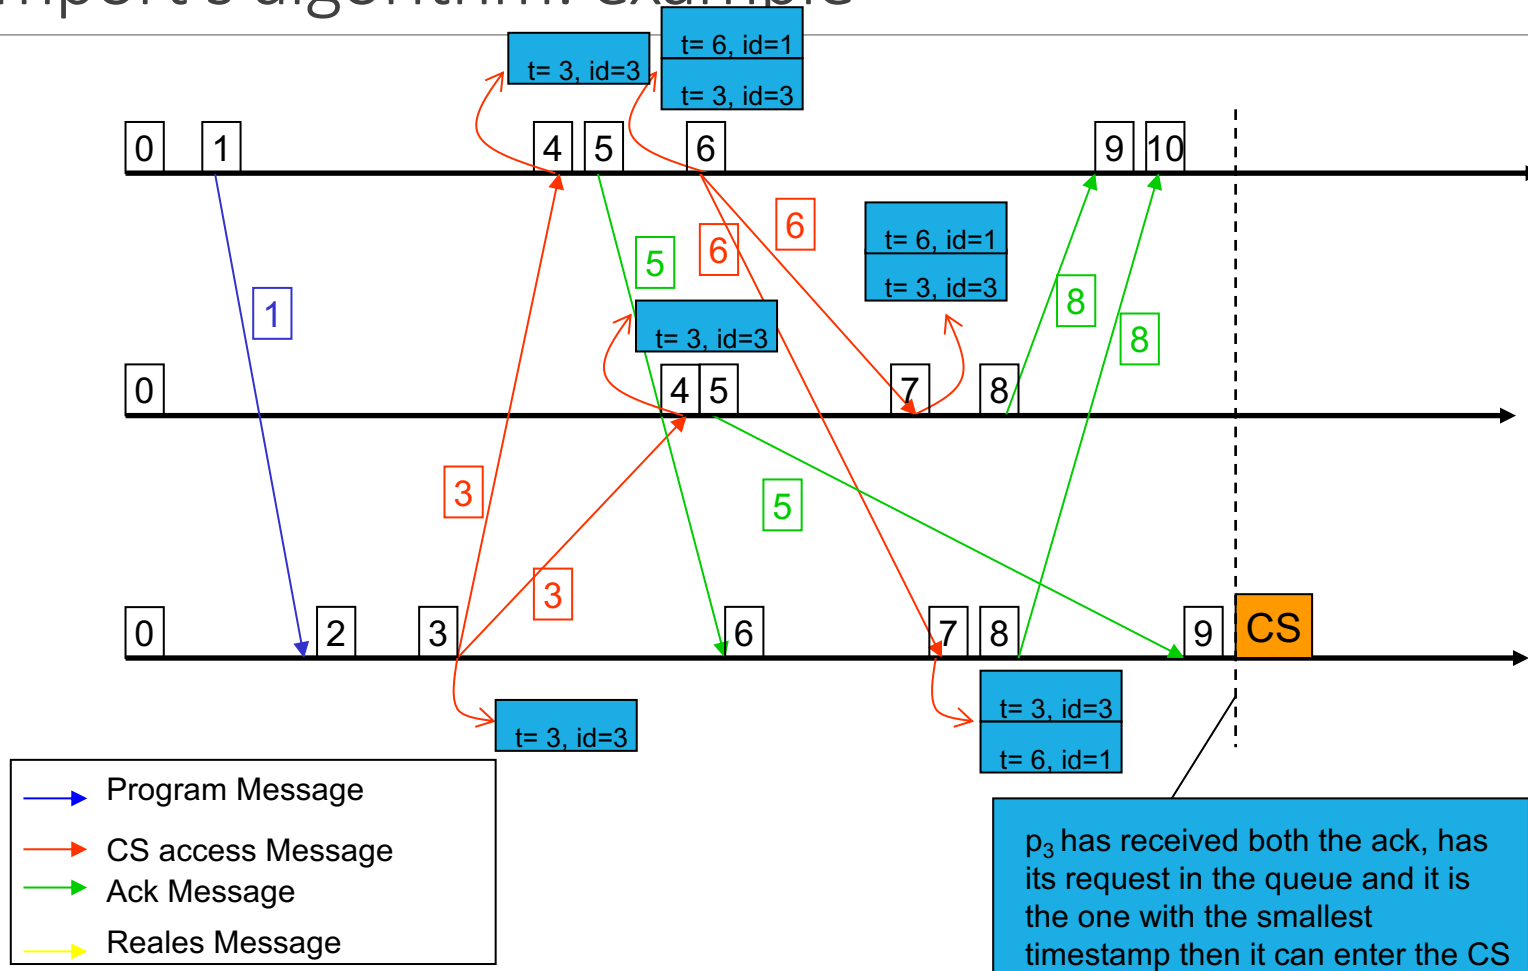 mport's algorithm: example
t= 3, id=3
t= 6, id=1
t= 3, id=3
0
1
4
5
6
9
10
1
5
6
6
t= 6, id=1
t= 3, id=3
8
8
t= 3, id=3
0
4
5
7
8
3
5
3
0
2
3
6
7
8
9
CS
t= 3, id=3
t= 3, id=3
t= 6, id=1
Program Message
CS access Message
Ack Message
Reales Message
p3 has received both the ack, has
its request in the queue and it is
the one with the smallest
timestamp then it can enter the CS